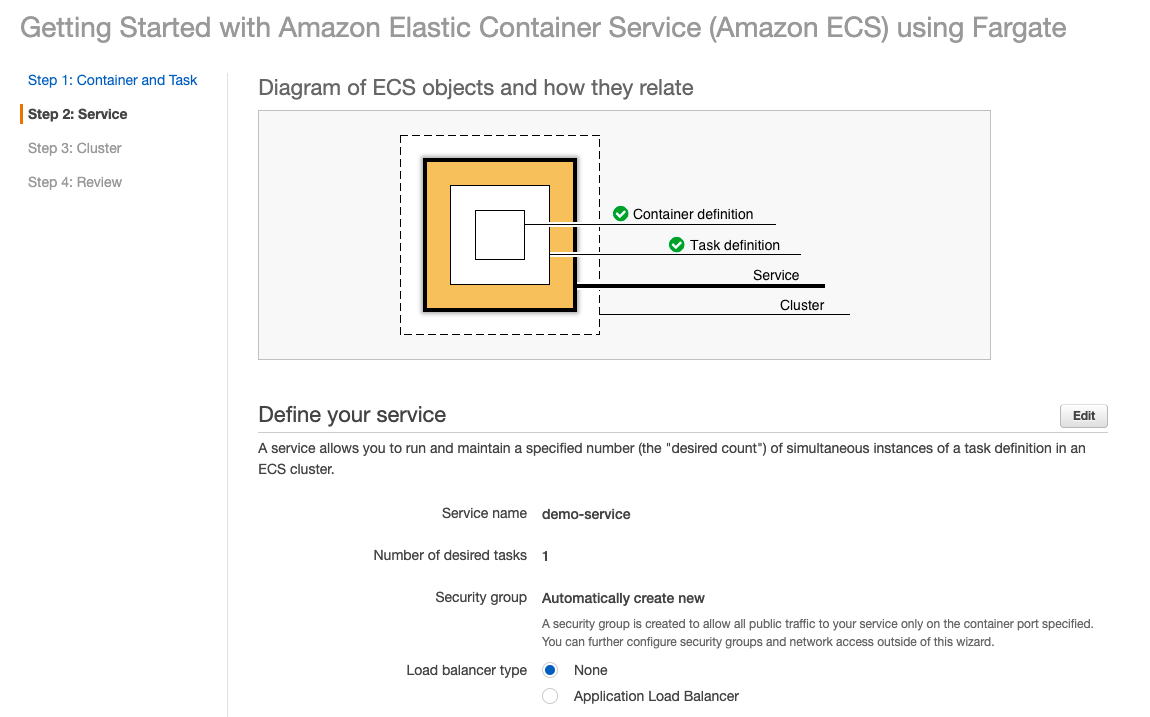 Getting Started with Amazon Elastic Container Service (Amazon ECS) using Fargate
Step 1: Container and Task
Step 2: Service
Step 3: Cluster
Step 4: Review
Diagram of ECS objects and how they relate
Container definition
Task definition
Service
Cluster
Define your service
Edit
A service allows you to run and maintain a specified number (the "desired count") of simultaneous instances of a task definition in an
ECS cluster.
Service name demo-service
Number of desired tasks 1
Security group Automatically create new
A security group is created to allow all public traffic to your service only on the container port specified.
You can further configure security groups and network access outside of this wizard.
Load balancer type None
Application Load Balancer